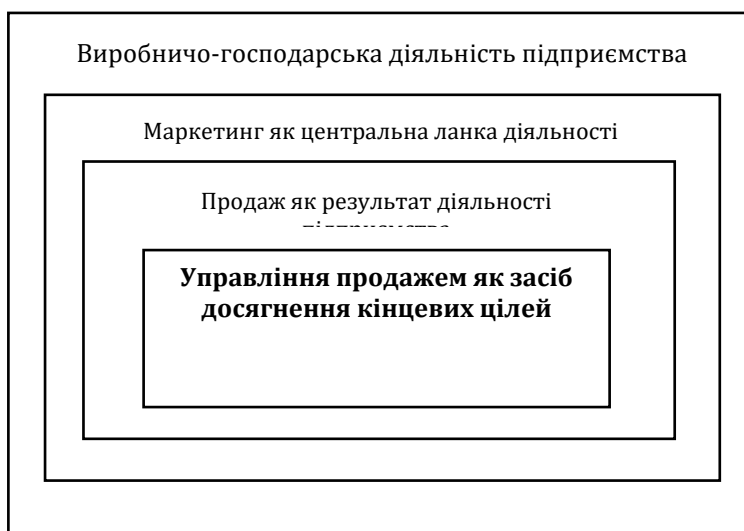 Виробничо-господарська діяльність підприємства
Маркетинг як центральна ланка діяльності
Продаж як результат діяльності
підприємства
Управління продажем як засіб
досягнення кінцевих цілей